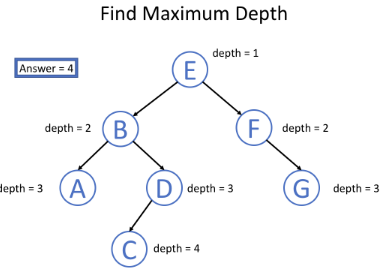 Find Maximum Depth
depth = 1
Answer = 4
E
depth = 2
B
F
depth = 2
depth = 3
A
D
depth = 3
G
depth = 3
C
depth = 4